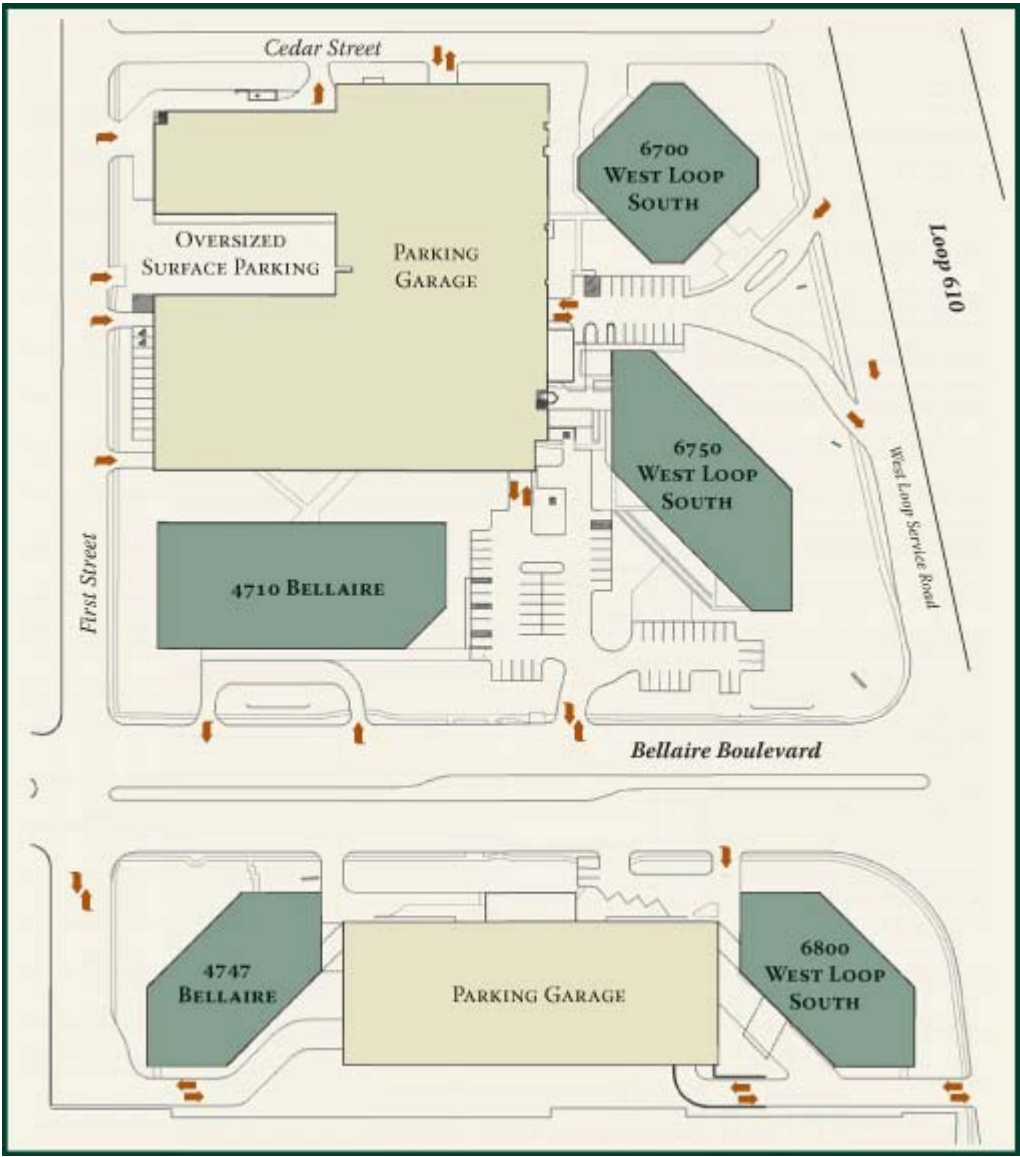 Cedar Street
6700
West Loop
South
Oversized
Surface Parking
Parking
Garage
Loop 610
6750
West Loop
South
West Loop Service Road
First Street
4710 Bellaire
Bellaire Boulevard
4747
Bellaire
Parking Garage
6800
West Loop
South